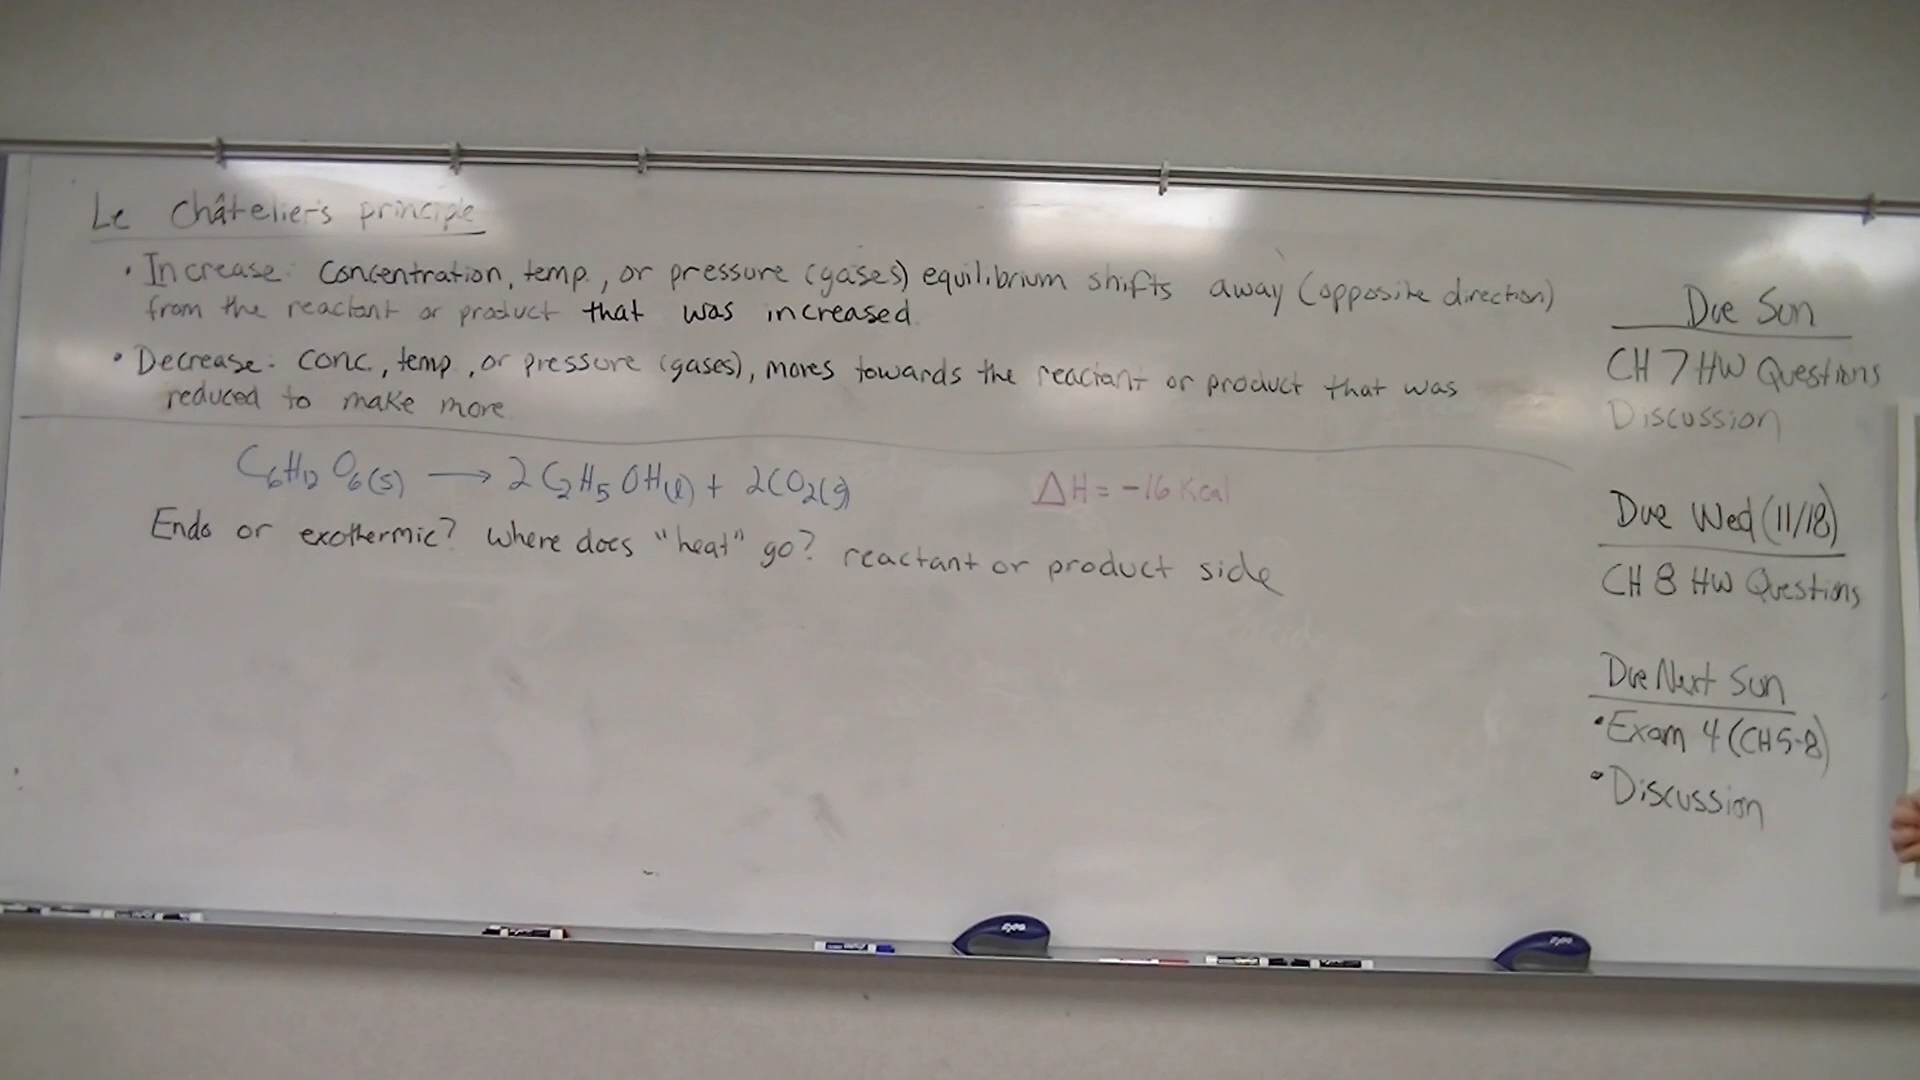 Le Châtelier's principle
• Increase: Concentration, temp., or pressure (gases) equilibrium shifts away (opposite direction)
from the reactant or product that was increased.
• Decrease: conc., temp, or pressure (gases), moves towards the reactant or product that was
reduced to make more
C6H12O6(s) → 2 C2H5OH(l) + 2CO2(g) ΔH = -16 Kcal
Endo or exothermic? Where does "heat" go? reactant or product side
Due Sun
CH 7 HW Questions
Discussion
Due Wed (11/18)
CH 8 HW Questions
Due Next Sun
• Exam 4 (CH 5-8)
• Discussion
expo
expo